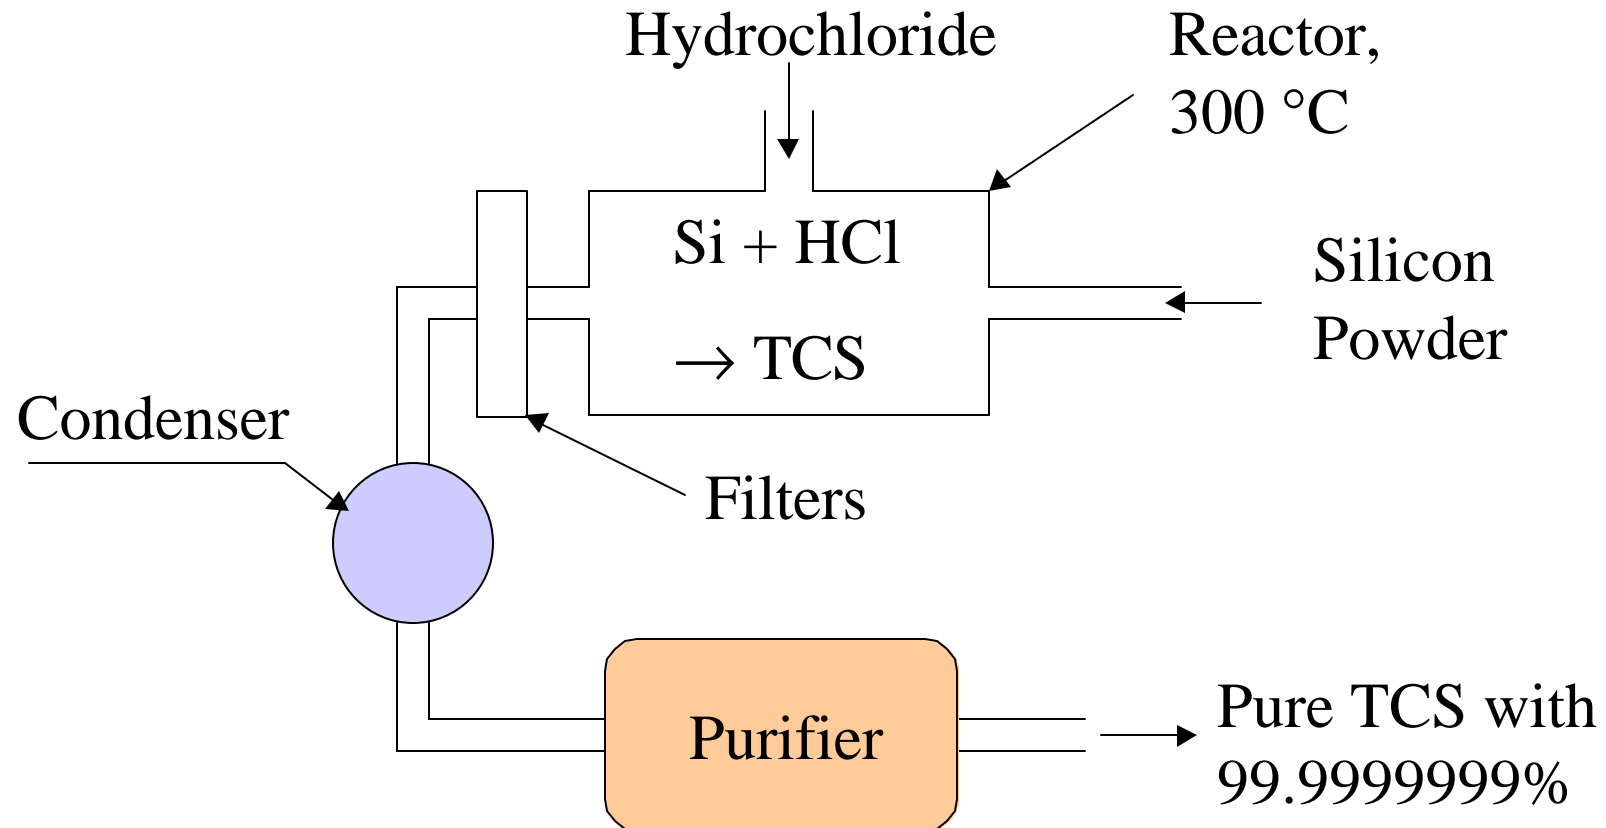 Hydrochloride
Reactor,
300 °C
Si + HCl
→ TCS
Silicon
Powder
Condenser
Filters
Purifier
Pure TCS with
99.9999999%